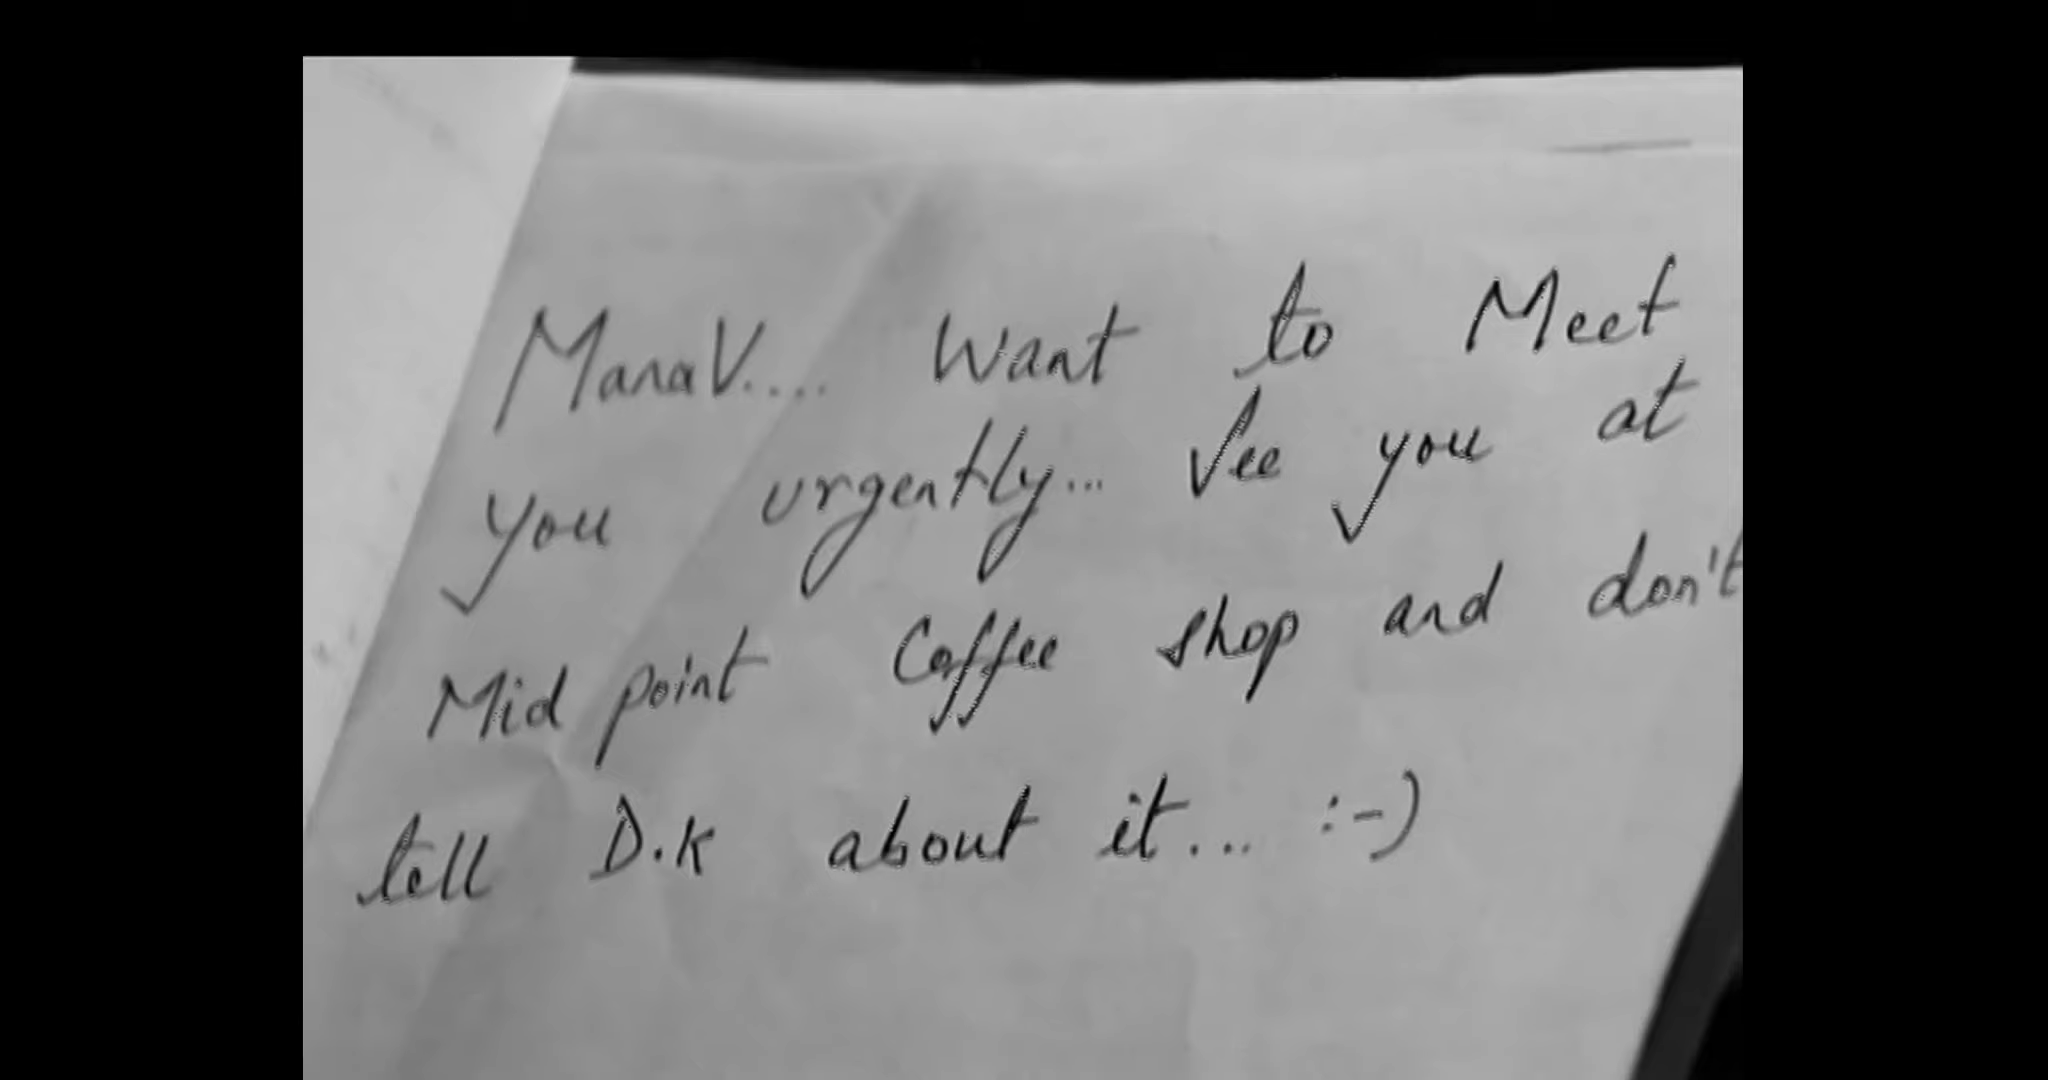 ManaV.... Want to Meet
you urgently... See you at
Mid point Coffee shop and don't
tell D.K about it... :-)